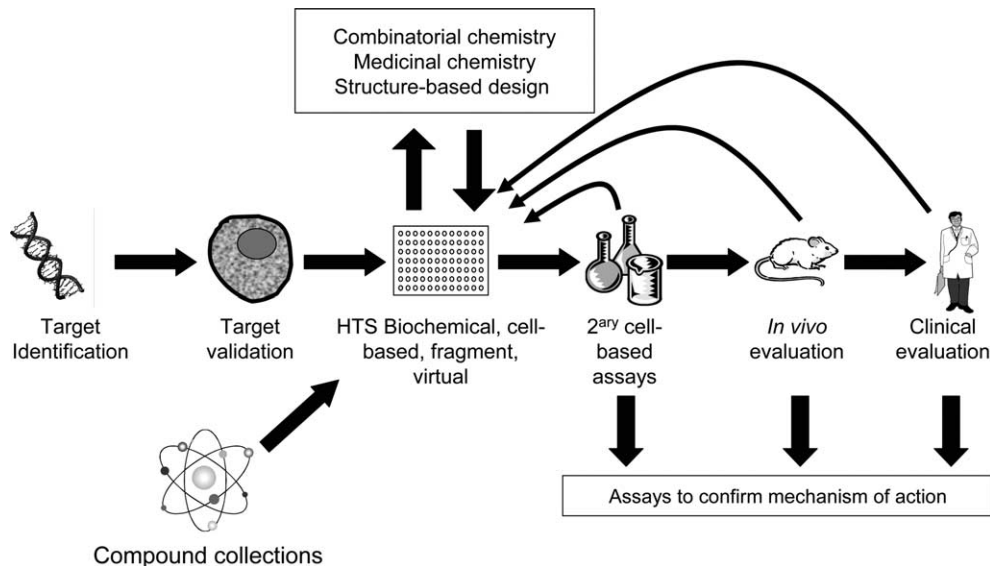 Combinatorial chemistry
Medicinal chemistry
Structure-based design
Target
Identification
Target
validation
HTS Biochemical, cell-
based, fragment,
virtual
2ary cell-
based
assays
In vivo
evaluation
Clinical
evaluation
Assays to confirm mechanism of action
Compound collections